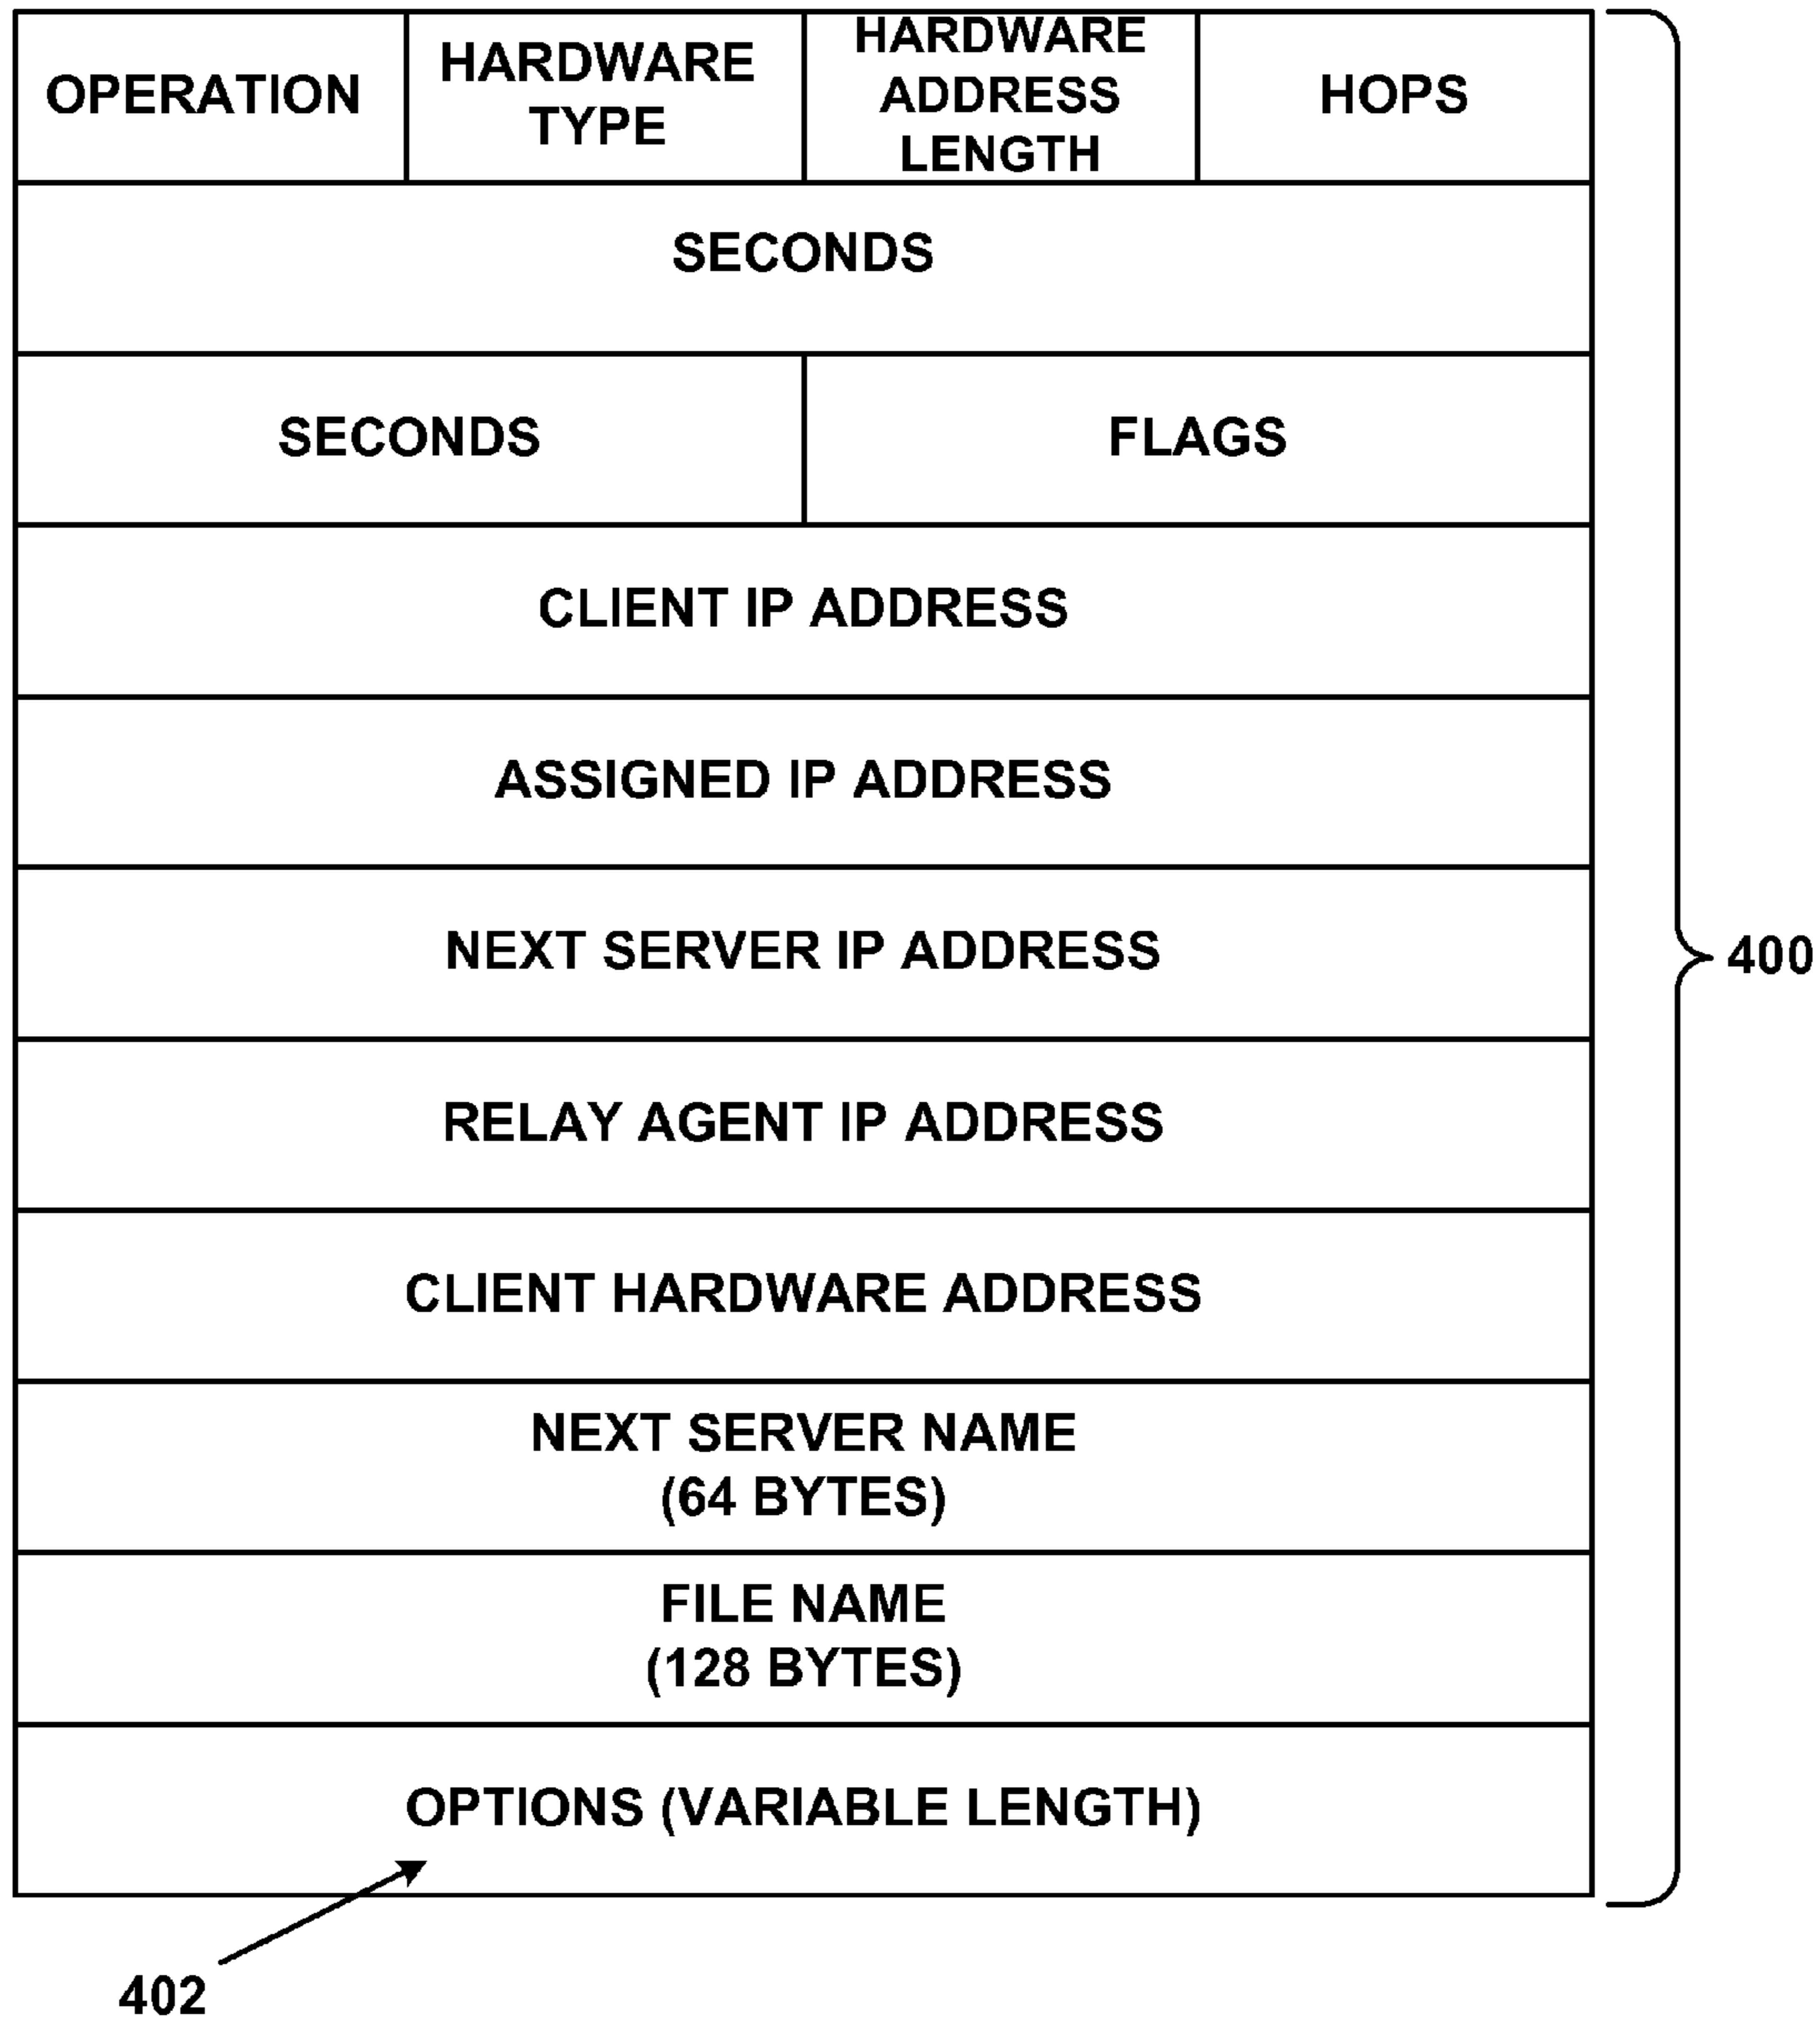 OPERATION
HARDWARE
TYPE
HARDWARE
ADDRESS
LENGTH
HOPS
SECONDS
SECONDS
FLAGS
CLIENT IP ADDRESS
ASSIGNED IP ADDRESS
NEXT SERVER IP ADDRESS
400
RELAY AGENT IP ADDRESS
CLIENT HARDWARE ADDRESS
NEXT SERVER NAME
(64 BYTES)
FILE NAME
(128 BYTES)
OPTIONS (VARIABLE LENGTH)
402